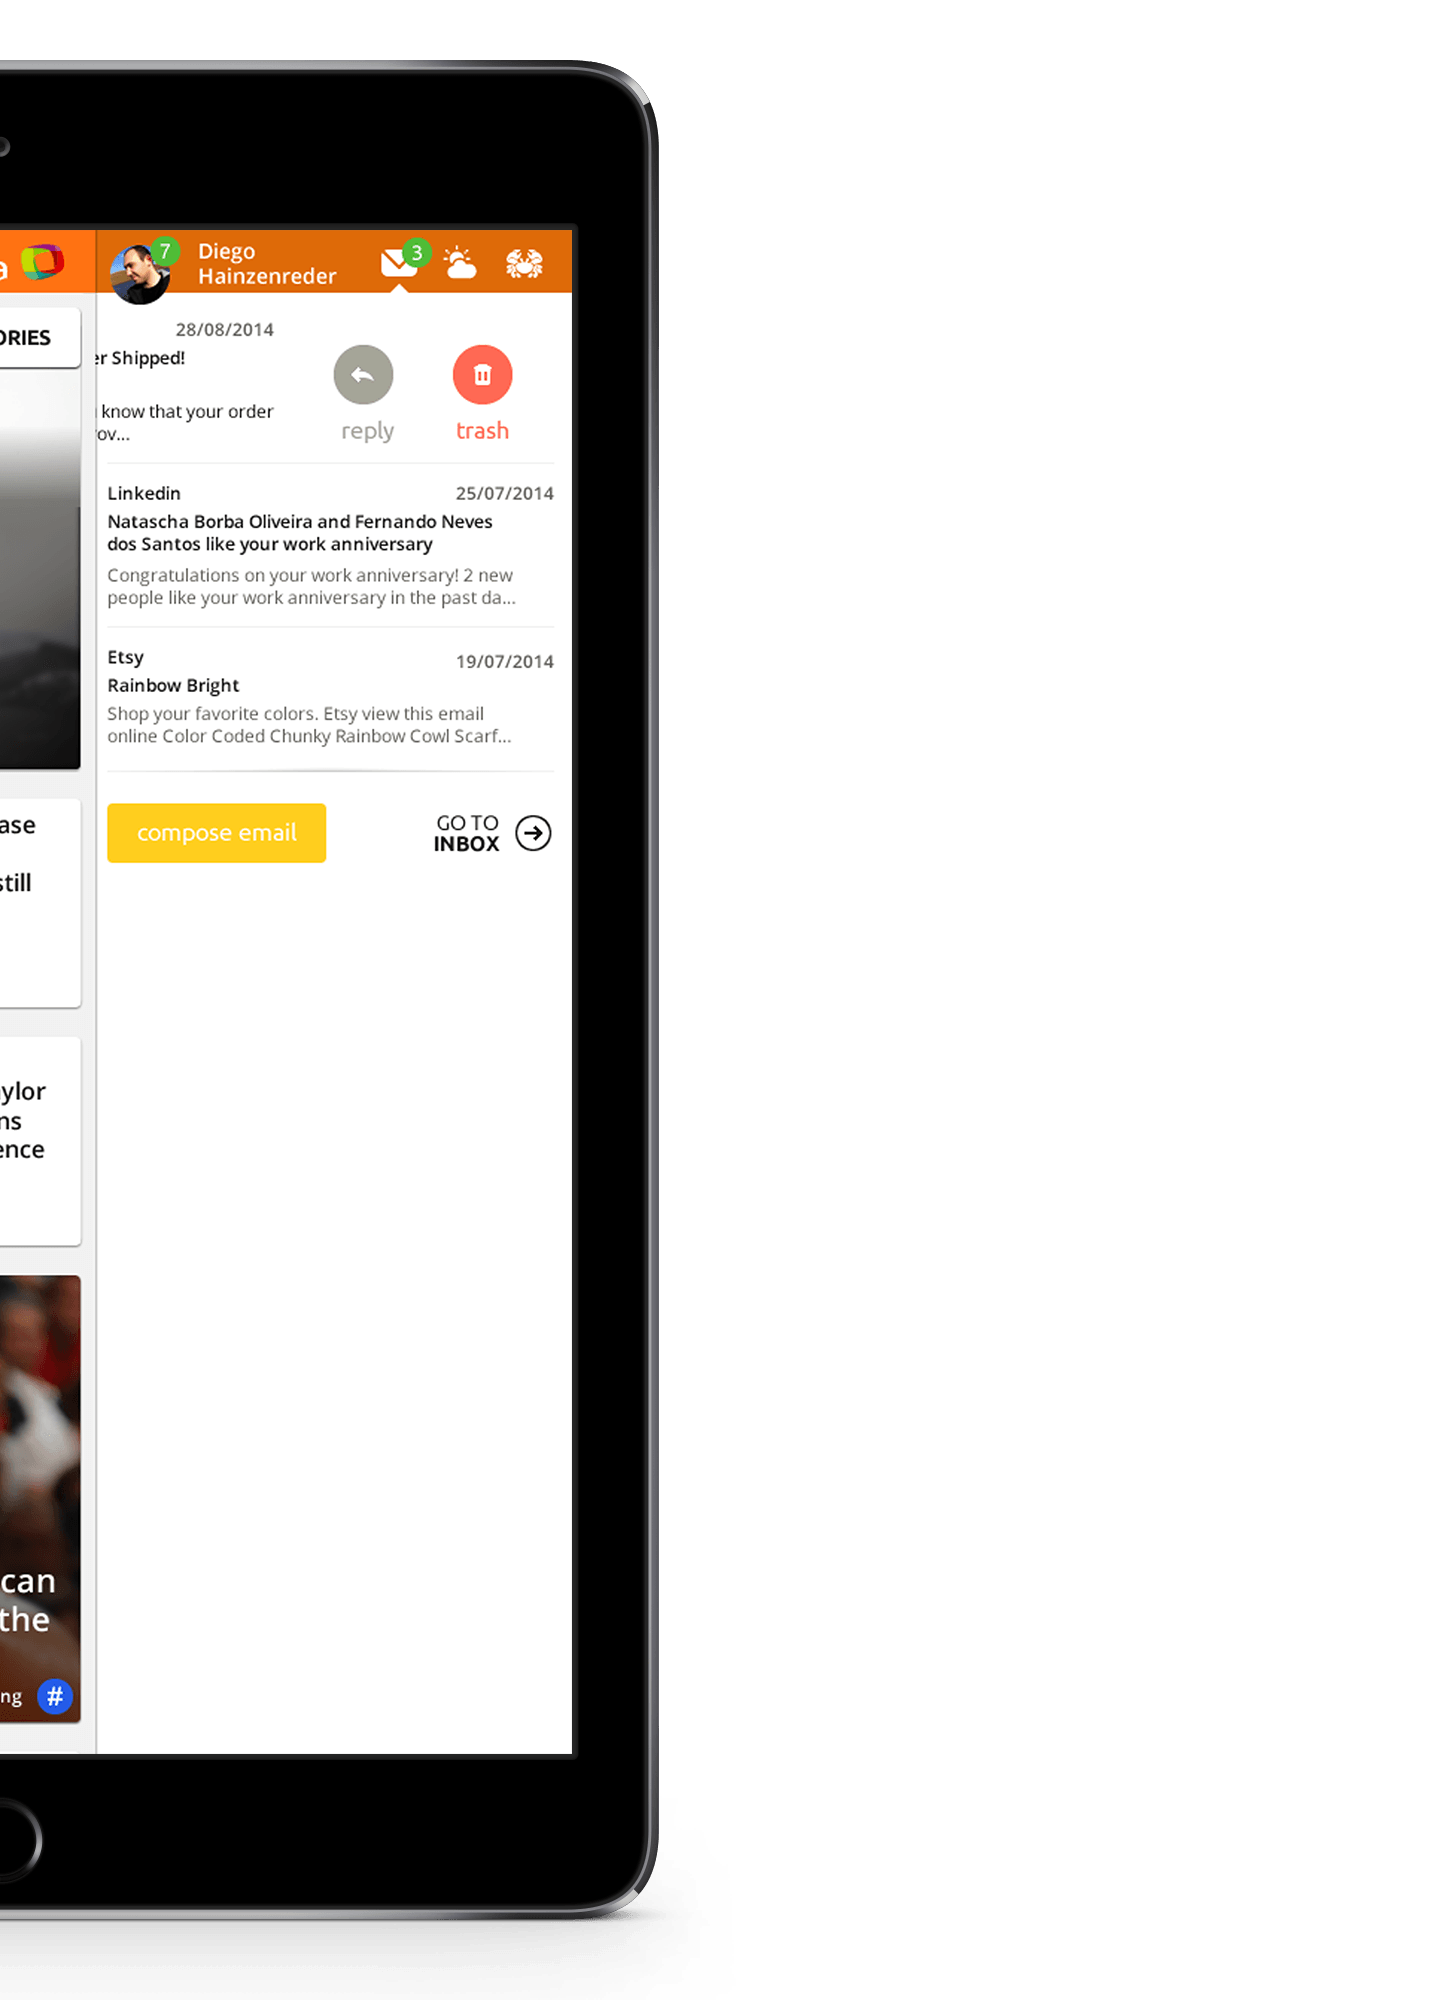 a
7
Diego
Hainzenreder
3
ORIES
28/08/2014
er Shipped!
know that your order
ov...
reply
trash
Linkedin
25/07/2014
Natascha Borba Oliveira and Fernando Neves
dos Santos like your work anniversary
Congratulations on your work anniversary! 2 new
people like your work anniversary in the past da...
Etsy
19/07/2014
Rainbow Bright
Shop your favorite colors. Etsy view this email
online Color Coded Chunky Rainbow Cowl Scarf...
compose email
GO TO
INBOX
ase
still
ylor
ns
ence
can
the
ng
#